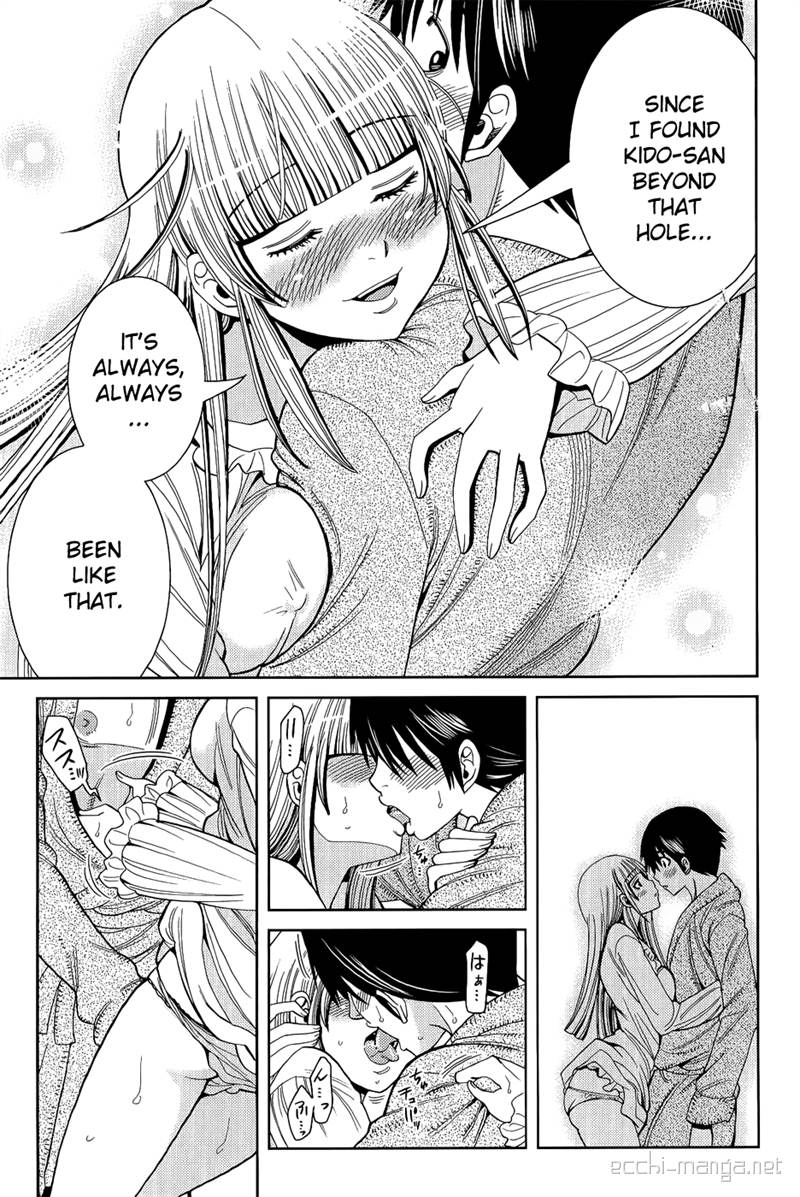 SINCE
I FOUND
KIDO-SAN
BEYOND
THAT
HOLE...
IT'S
ALWAYS,
ALWAYS
...
BEEN
LIKE
THAT.
はぁ…
ecchi-manga.net